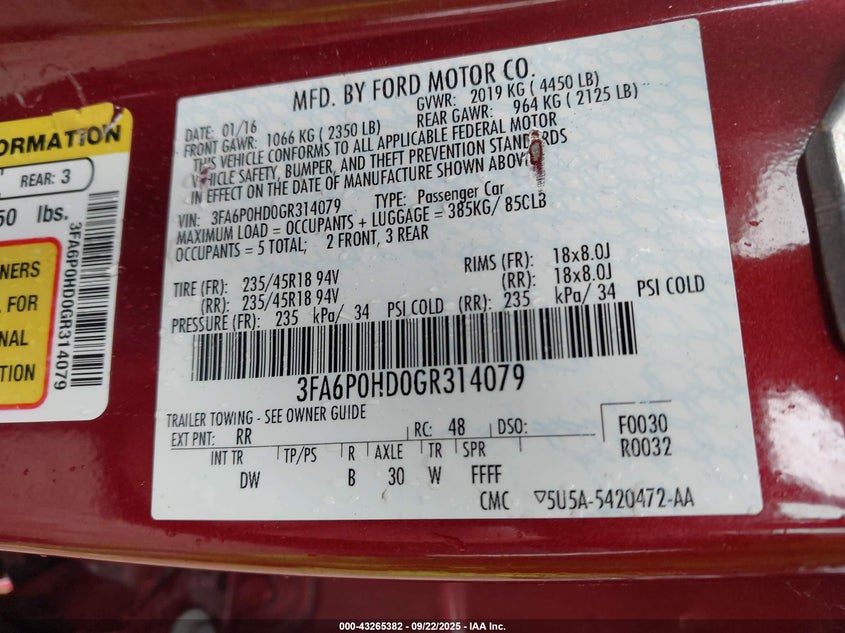 MFD. BY FORD MOTOR CO.
DATE: 01/16 GVWR: 2019 KG ( 4450 LB)
FRONT GAWR: 1066 KG ( 2350 LB) REAR GAWR: 964 KG ( 2125 LB)
THIS VEHICLE CONFORMS TO ALL APPLICABLE FEDERAL MOTOR
VEHICLE SAFETY, BUMPER, AND THEFT PREVENTION STANDARDS
IN EFFECT ON THE DATE OF MANUFACTURE SHOWN ABOVE.
VIN: 3FA6P0HD0GR314079 TYPE: Passenger Car
MAXIMUM LOAD = OCCUPANTS + LUGGAGE = 385KG/ 850LB
OCCUPANTS = 5 TOTAL; 2 FRONT, 3 REAR
TIRE (FR): 235/45R18 94V RIMS (FR): 18x8.0J
(RR): 235/45R18 94V (RR): 18x8.0J
PRESSURE (FR): 235 kPa/ 34 PSI COLD (RR): 235 kPa/ 34 PSI COLD
3FA6P0HD0GR314079
TRAILER TOWING - SEE OWNER GUIDE
EXT PNT: RR RC: 48 DSO: F0030
R0032
INT TR TP/PS R AXLE TR SPR
DW B 30 W FFFF
CMC ▽5U5A-5420472-AA
ORMATION
REAR: 3
50 lbs.
NERS
L FOR
ONAL
7
3FA6P0HD0GR314079
000-43265382 - 09/22/2025 - IAA Inc.